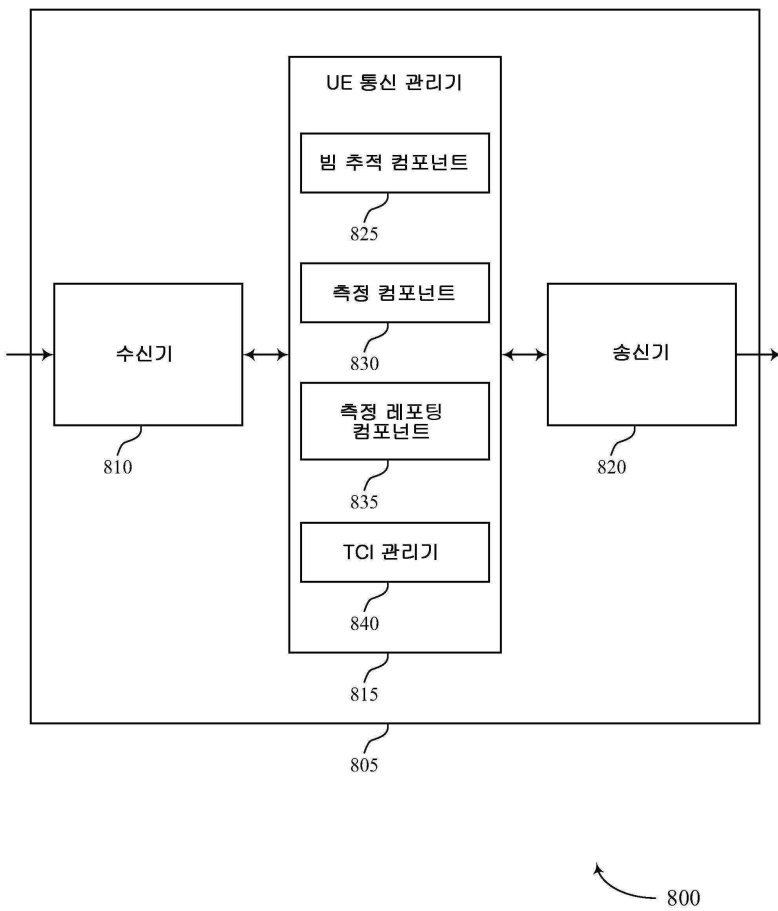 UE 통신 관리기
빔 추적 컴포넌트
825
측정 컴포넌트
830
수신기
810
송신기
820
측정 레포팅
컴포넌트
835
TCI 관리기
840
815
805
800